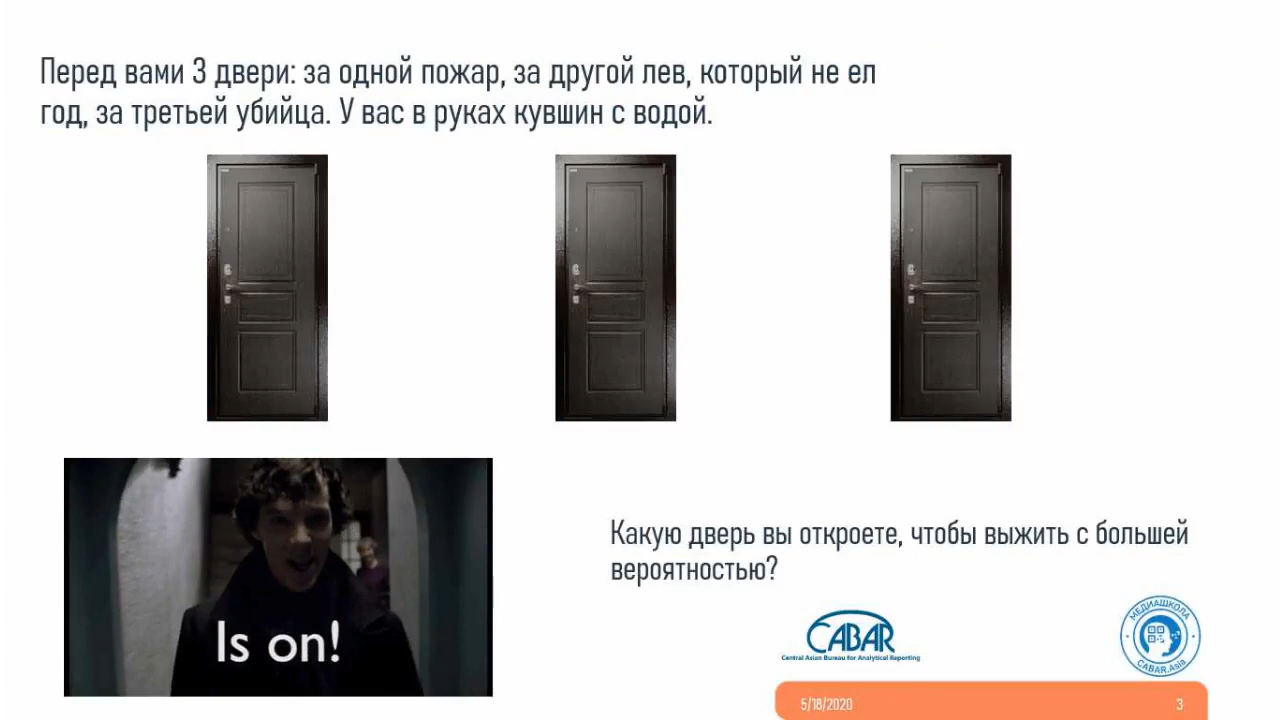 Перед вами 3 двери: за одной пожар, за другой лев, который не ел
год, за третьей убийца. У вас в руках кувшин с водой.
Is on!
Какую дверь вы откроете, чтобы выжить с большей
вероятностью?
CABAR
Central Asian Bureau for Analytical Reporting
МЕДИАШКОЛА
CABAR.Asia
5/18/2020
3